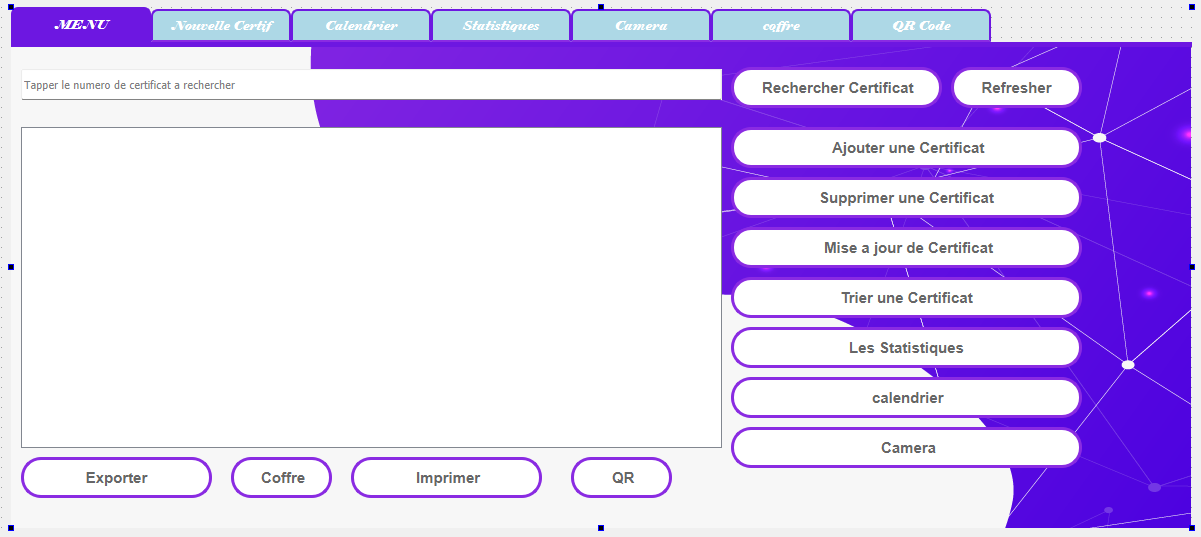 MENU
Nouvelle Certif
Calendrier
Statistiques
Camera
coffre
QR Code
Tapper le numero de certificat a rechercher
Rechercher Certificat
Refresher
Ajouter une Certificat
Supprimer une Certificat
Mise a jour de Certificat
Trier une Certificat
Les Statistiques
calendrier
Camera
Exporter
Coffre
Imprimer
QR